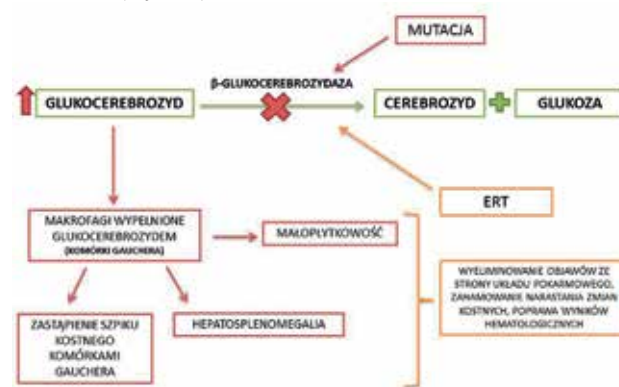 MUTACJA
β-GLUKOCEREBROZYDAZA
GLUKOCEREBROZYD
CEREBROZYD
GLUKOZA
ERT
MAKROFAGI WYPEŁNIONE
GLUKOCEREBROZYDEM
(KOMÓRKI GAUCHERA)
MAŁOPŁYTKOWOŚĆ
WYELIMINOWANIE OBJAWÓW ZE
STRONY UKŁADU POKARMOWEGO,
ZAHAMOWANIE NARASTANIA ZMIAN
KOSTNYCH, POPRAWA WYNIKÓW
HEMATOLOGICZNYCH
ZASTĄPIENIE SZPIKU
KOSTNEGO
KOMÓRKAMI
GAUCHERA
HEPATOSPLENOMEGALIA